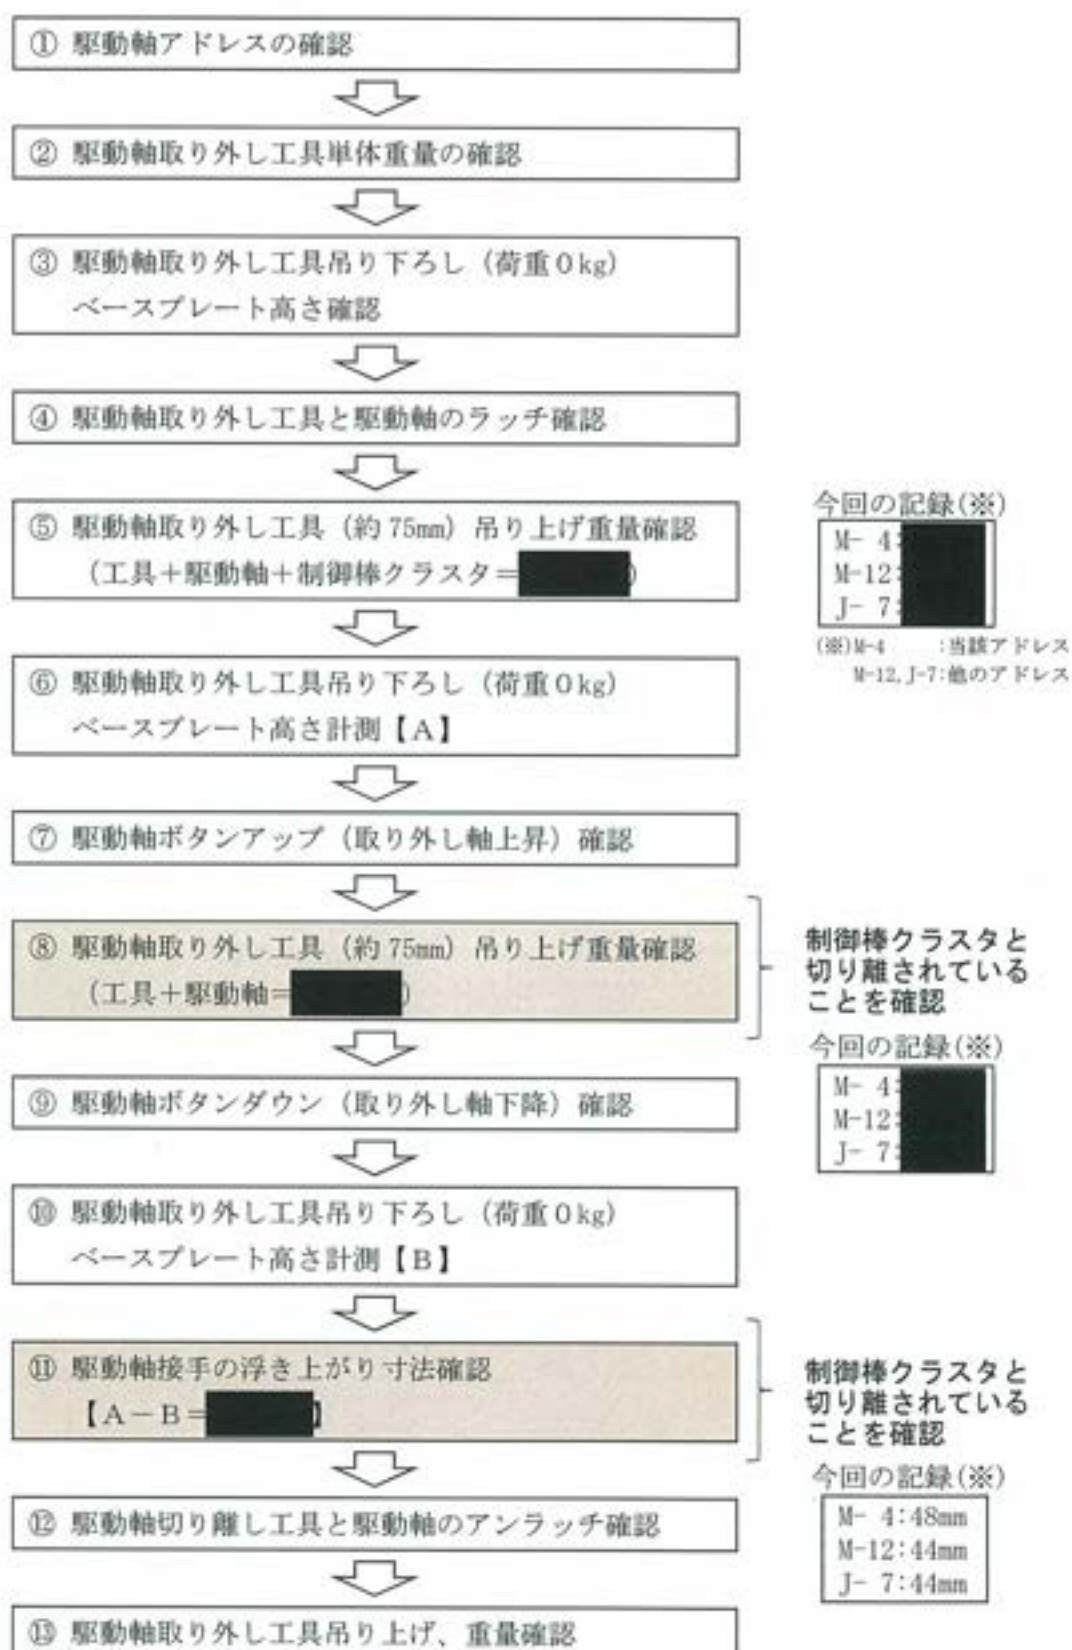 ① 駆動軸アドレスの確認
② 駆動軸取り外し工具単体重量の確認
③ 駆動軸取り外し工具吊り下ろし（荷重０kg）
ベースプレート高さ確認
④ 駆動軸取り外し工具と駆動軸のラッチ確認
⑤ 駆動軸取り外し工具（約 75mm）吊り上げ重量確認
（工具＋駆動軸＋制御棒クラスタ＝
今回の記録(※)
M- 4:
M-12:
J- 7:
(※)M-4 :当該アドレス
M-12,J-7:他のアドレス
⑥ 駆動軸取り外し工具吊り下ろし（荷重０kg）
ベースプレート高さ計測【A】
⑦ 駆動軸ボタンアップ（取り外し軸上昇）確認
⑧ 駆動軸取り外し工具（約 75mm）吊り上げ重量確認
（工具＋駆動軸＝ ）
制御棒クラスタと
切り離されている
ことを確認
今回の記録(※)
M- 4:
M-12:
J- 7:
⑨ 駆動軸ボタンダウン（取り外し軸下降）確認
⑩ 駆動軸取り外し工具吊り下ろし（荷重０kg）
ベースプレート高さ計測【B】
⑪ 駆動軸接手の浮き上がり寸法確認
【A－B＝ 】
制御棒クラスタと
切り離されている
ことを確認
今回の記録(※)
M- 4:48mm
M-12:44mm
J- 7:44mm
⑫ 駆動軸切り離し工具と駆動軸のアンラッチ確認
⑬ 駆動軸取り外し工具吊り上げ、重量確認